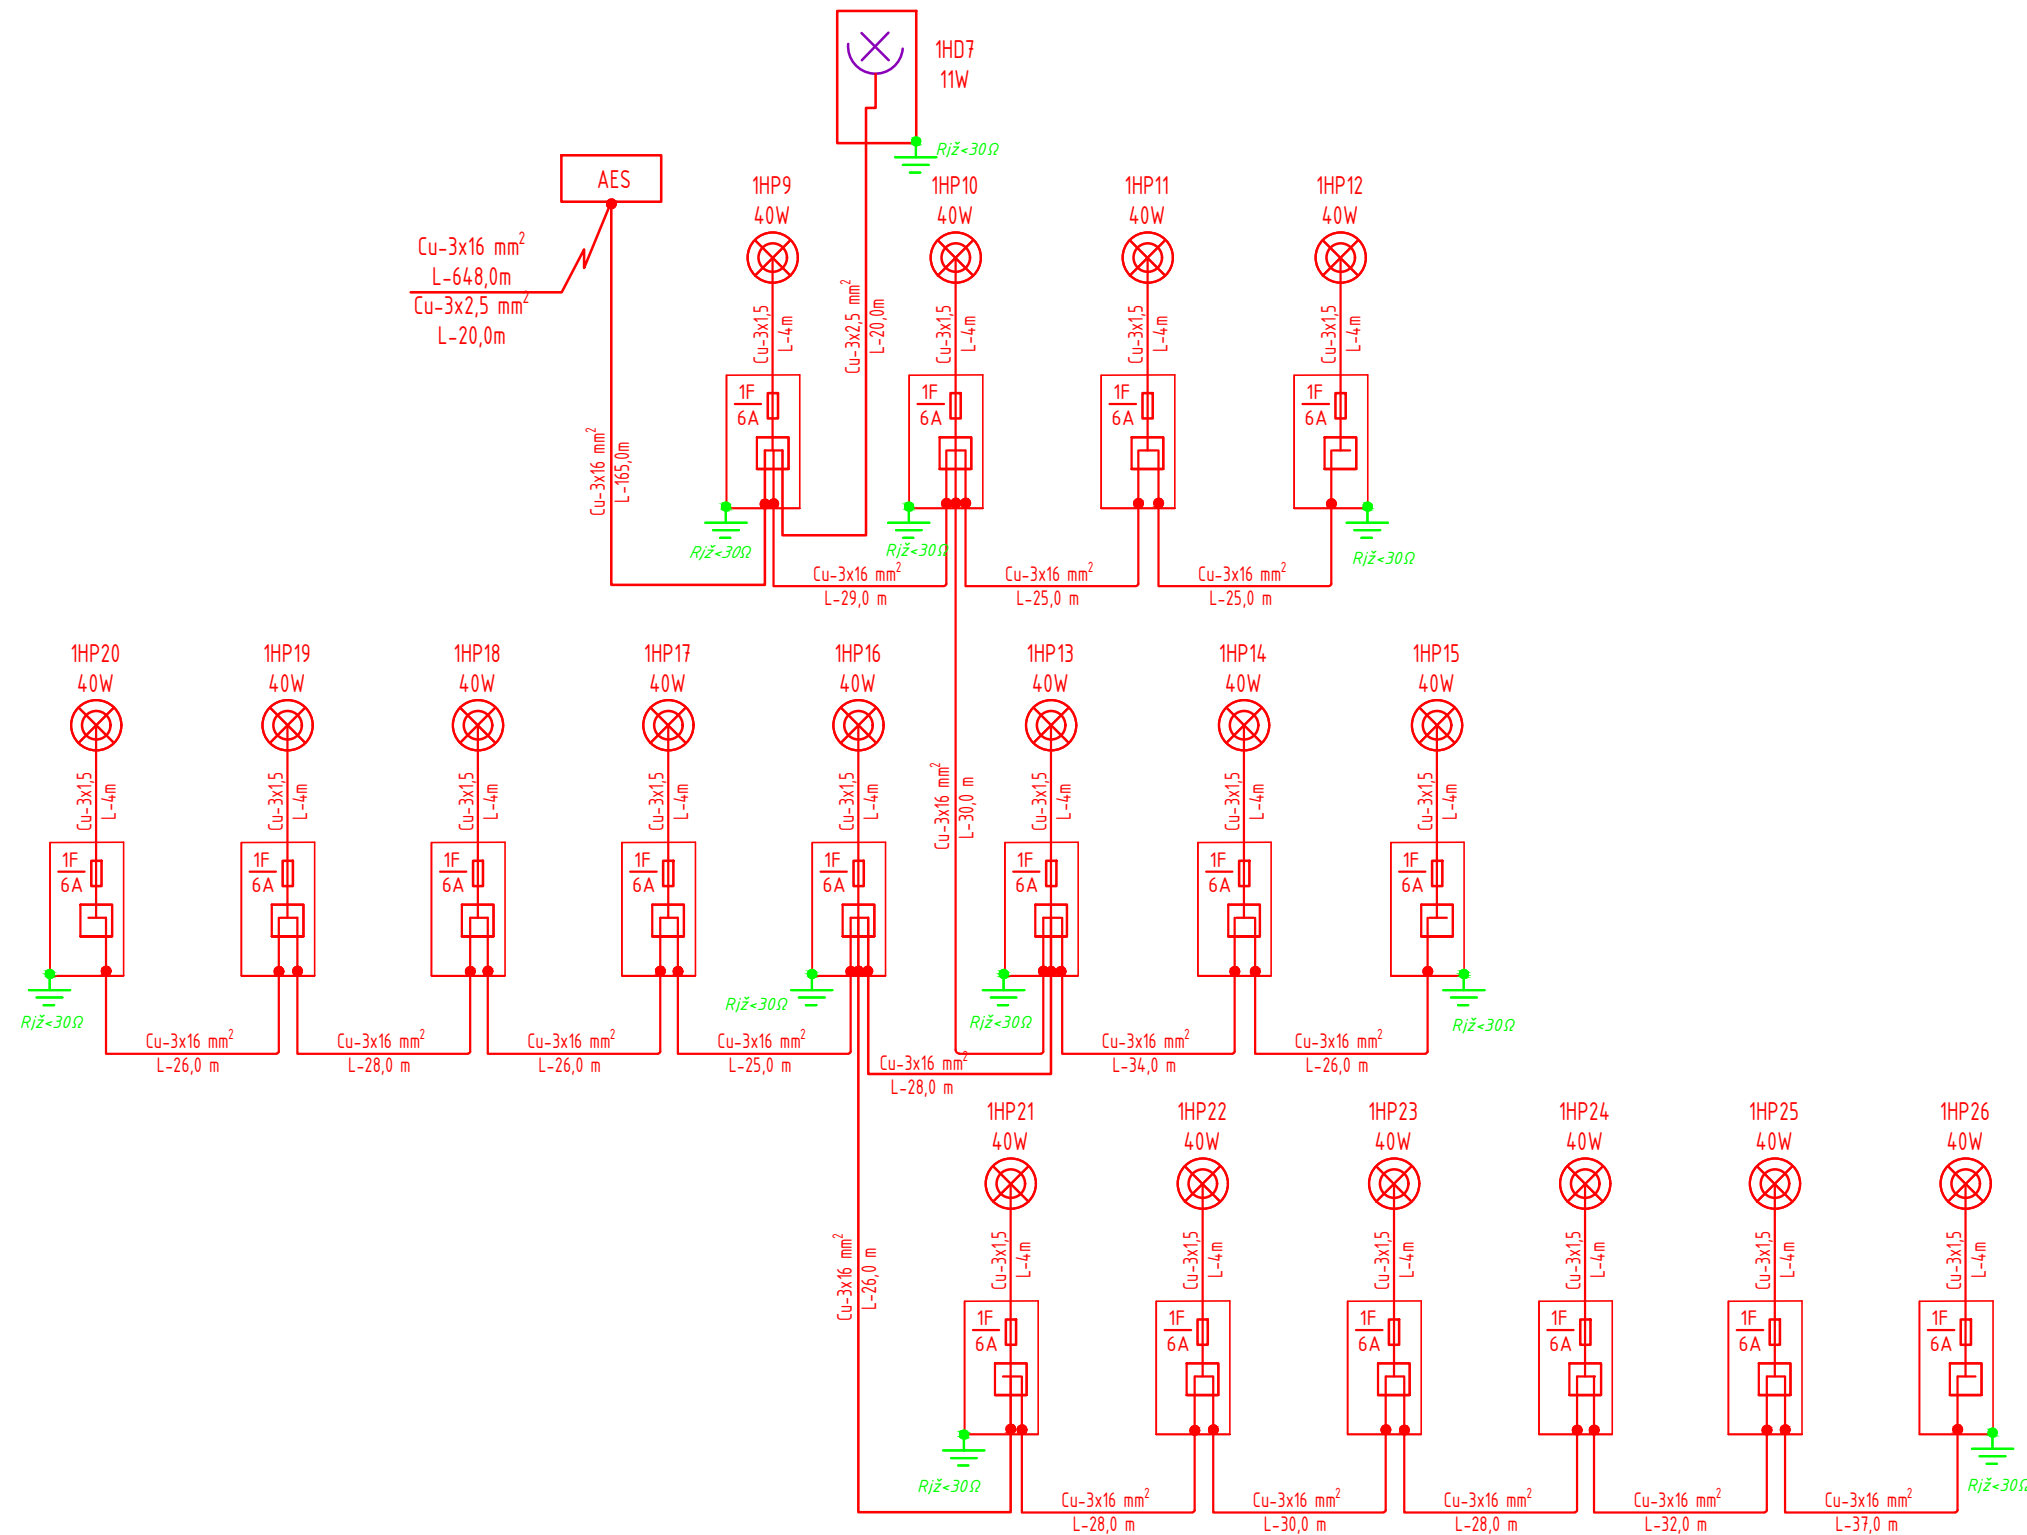 1HD7
11W
Rįž<30Ω
AES
Cu-3x16 mm²
L-648,0m
Cu-3x2,5 mm²
L-20,0m
1HP9
40W
1HP10
40W
1HP11
40W
1HP12
40W
Cu-3x1,5
L-4m
Cu-3x2,5 mm²
L-20,0m
Cu-3x1,5
L-4m
Cu-3x1,5
L-4m
Cu-3x1,5
L-4m
1F
6A
1F
6A
1F
6A
1F
6A
Cu-3x16 mm²
L-165,0m
Rįž<30Ω
Rįž<30Ω
Rįž<30Ω
Cu-3x16 mm²
L-29,0 m
Cu-3x16 mm²
L-25,0 m
Cu-3x16 mm²
L-25,0 m
1HP20
40W
1HP19
40W
1HP18
40W
1HP17
40W
1HP16
40W
1HP13
40W
1HP14
40W
1HP15
40W
Cu-3x1,5
L-4m
Cu-3x1,5
L-4m
Cu-3x1,5
L-4m
Cu-3x1,5
L-4m
Cu-3x1,5
L-4m
Cu-3x16 mm²
L-30,0 m
Cu-3x1,5
L-4m
Cu-3x1,5
L-4m
Cu-3x1,5
L-4m
1F
6A
1F
6A
1F
6A
1F
6A
1F
6A
1F
6A
1F
6A
1F
6A
Rįž<30Ω
Rįž<30Ω
Rįž<30Ω
Rįž<30Ω
Cu-3x16 mm²
L-26,0 m
Cu-3x16 mm²
L-28,0 m
Cu-3x16 mm²
L-26,0 m
Cu-3x16 mm²
L-25,0 m
Cu-3x16 mm²
L-28,0 m
Cu-3x16 mm²
L-34,0 m
Cu-3x16 mm²
L-26,0 m
1HP21
40W
1HP22
40W
1HP23
40W
1HP24
40W
1HP25
40W
1HP26
40W
Cu-3x16 mm²
L-26,0 m
Cu-3x1,5
L-4m
Cu-3x1,5
L-4m
Cu-3x1,5
L-4m
Cu-3x1,5
L-4m
Cu-3x1,5
L-4m
Cu-3x1,5
L-4m
1F
6A
1F
6A
1F
6A
1F
6A
1F
6A
1F
6A
Rįž<30Ω
Rįž<30Ω
Cu-3x16 mm²
L-28,0 m
Cu-3x16 mm²
L-30,0 m
Cu-3x16 mm²
L-28,0 m
Cu-3x16 mm²
L-32,0 m
Cu-3x16 mm²
L-37,0 m